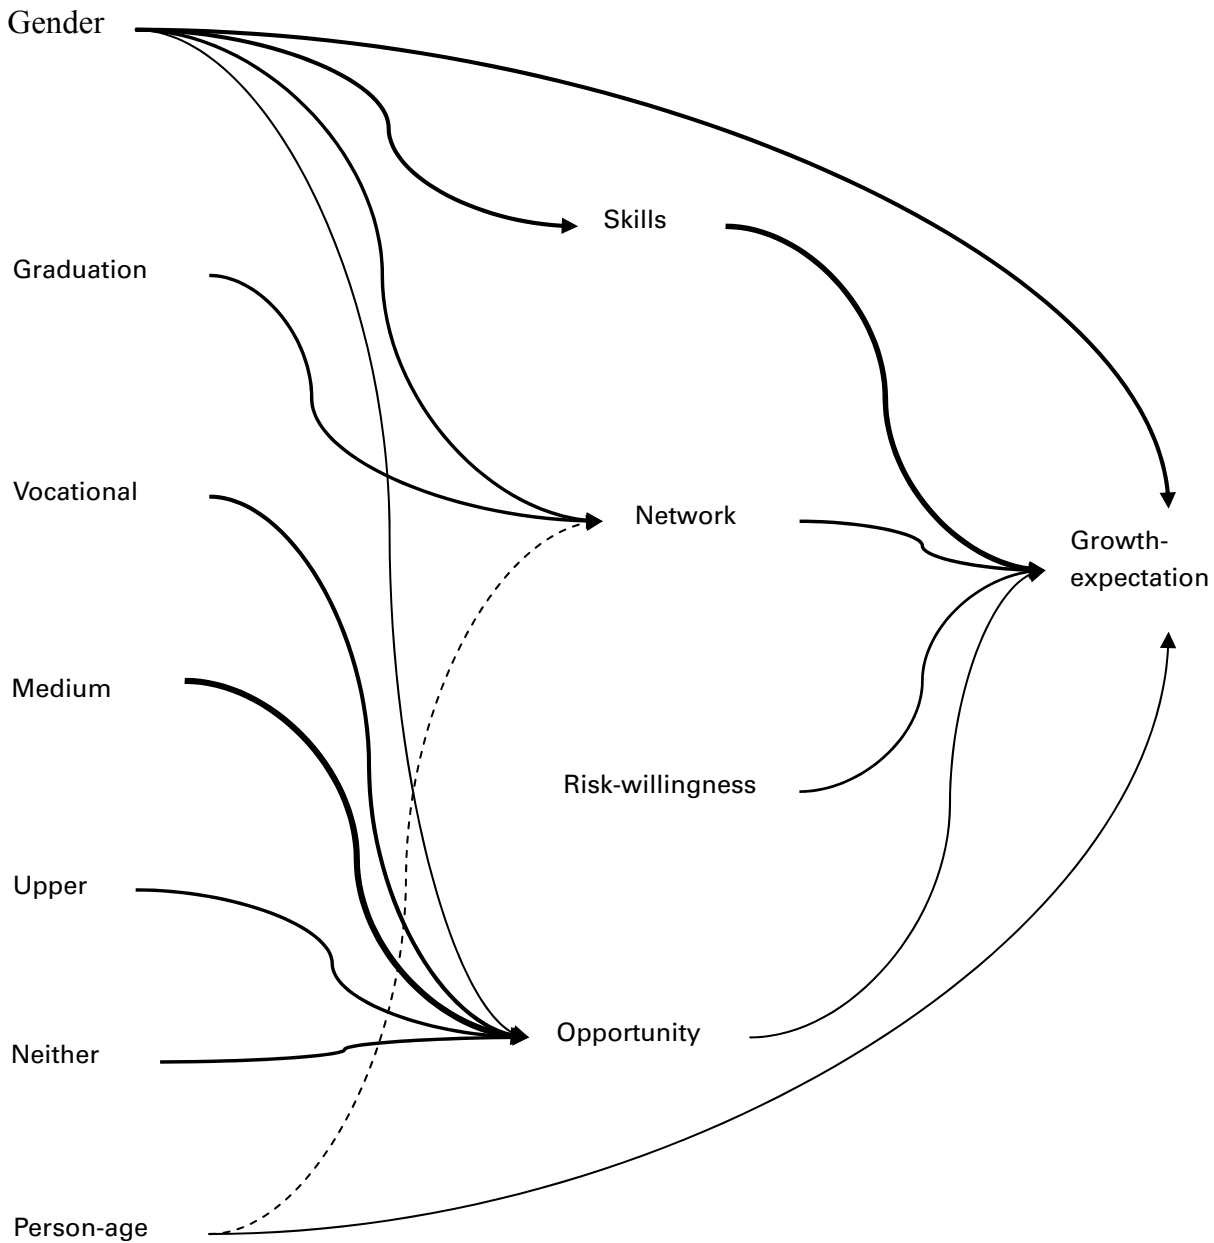 Gender
Skills
Graduation
Vocational
Network
Growth-
expectation
Medium
Risk-willingness
Upper
Opportunity
Neither
Person-age